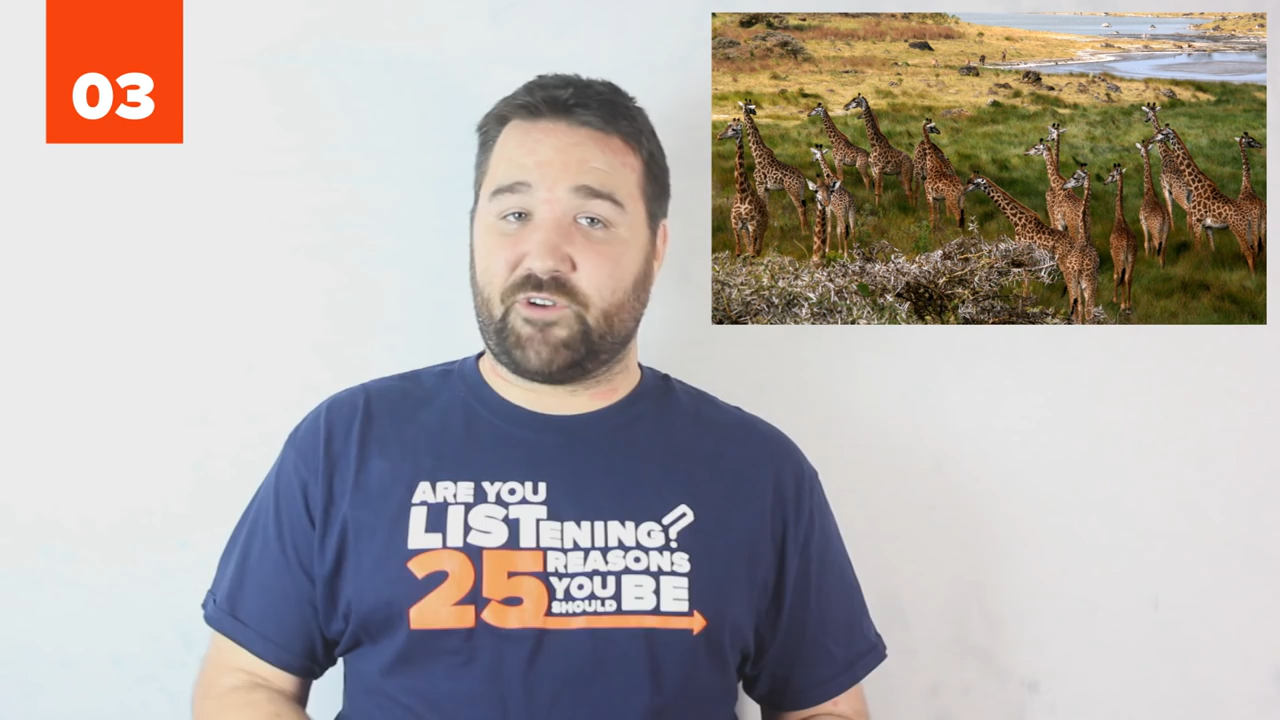 03
ARE YOU
LISTENING?
25 REASONS
YOU BE
SHOULD